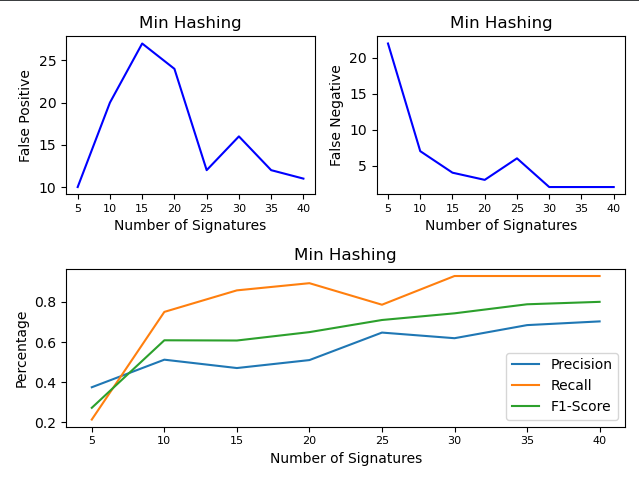 Min Hashing
False Positive
25
20
15
10
5 10 15 20 25 30 35 40
Number of Signatures
Min Hashing
False Negative
20
15
10
5
5 10 15 20 25 30 35 40
Number of Signatures
Min Hashing
Percentage
0.8
0.6
0.4
0.2
Precision
Recall
F1-Score
5 10 15 20 25 30 35 40
Number of Signatures